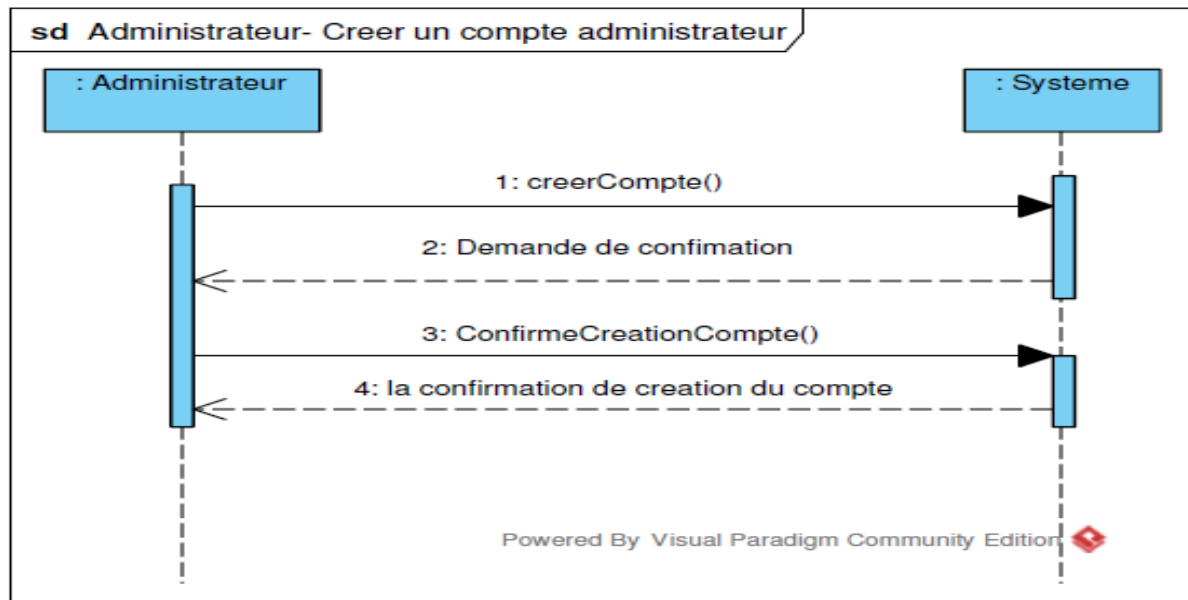 sd Administrateur- Creer un compte administrateur
: Administrateur
: Systeme
1: creerCompte()
2: Demande de confimation
3: ConfirmeCreationCompte()
4: la confirmation de creation du compte
Powered By Visual Paradigm Community Edition